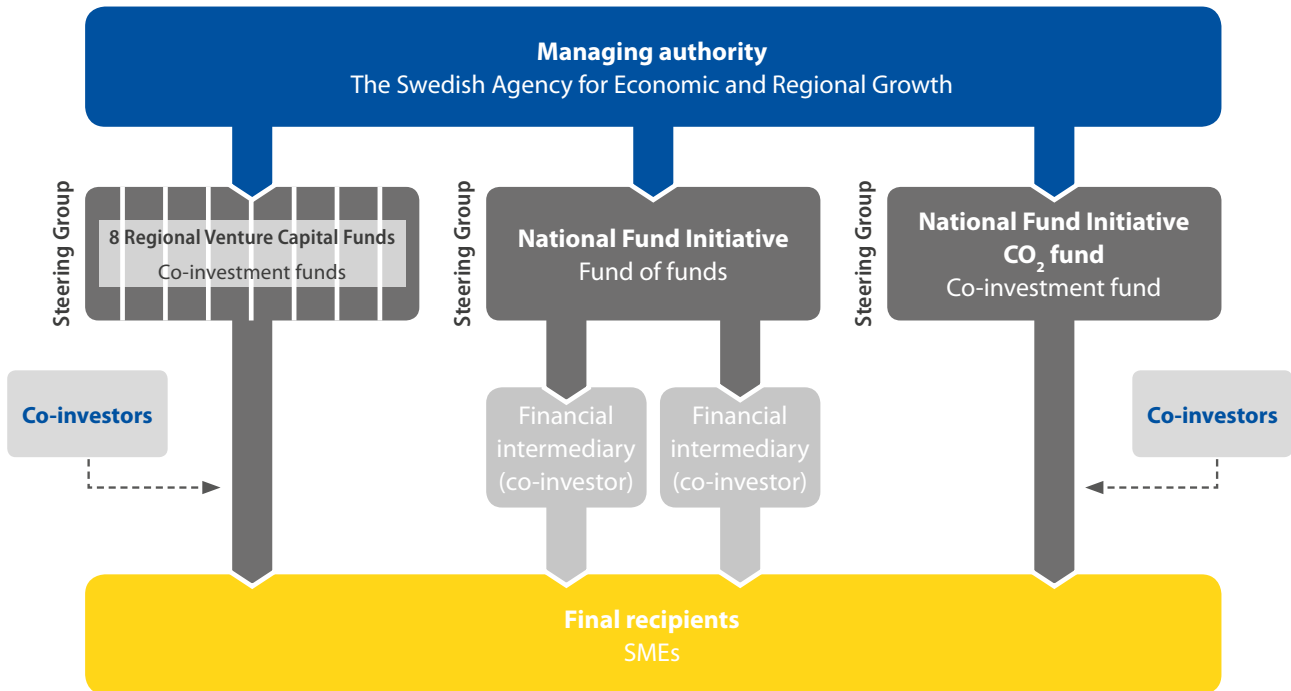 Managing authority
The Swedish Agency for Economic and Regional Growth
Steering Group
8 Regional Venture Capital Funds
Co-investment funds
Steering Group
National Fund Initiative
Fund of funds
Steering Group
National Fund Initiative
CO₂ fund
Co-investment fund
Co-investors
Financial
intermediary
(co-investor)
Financial
intermediary
(co-investor)
Co-investors
Final recipients
SMEs